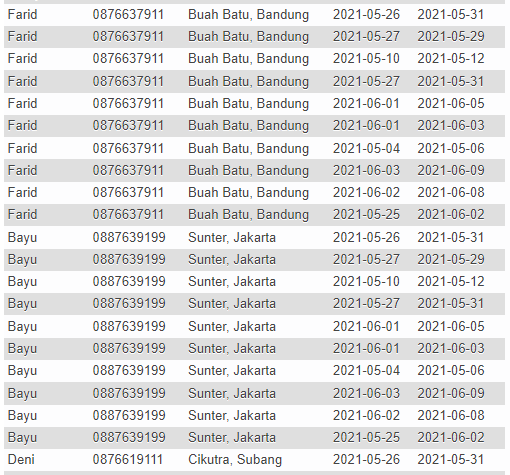 Farid 0876637911 Buah Batu, Bandung 2021-05-26 2021-05-31
Farid 0876637911 Buah Batu, Bandung 2021-05-27 2021-05-29
Farid 0876637911 Buah Batu, Bandung 2021-05-10 2021-05-12
Farid 0876637911 Buah Batu, Bandung 2021-05-27 2021-05-31
Farid 0876637911 Buah Batu, Bandung 2021-06-01 2021-06-05
Farid 0876637911 Buah Batu, Bandung 2021-06-01 2021-06-03
Farid 0876637911 Buah Batu, Bandung 2021-05-04 2021-05-06
Farid 0876637911 Buah Batu, Bandung 2021-06-03 2021-06-09
Farid 0876637911 Buah Batu, Bandung 2021-06-02 2021-06-08
Farid 0876637911 Buah Batu, Bandung 2021-05-25 2021-06-02
Bayu 0887639199 Sunter, Jakarta 2021-05-26 2021-05-31
Bayu 0887639199 Sunter, Jakarta 2021-05-27 2021-05-29
Bayu 0887639199 Sunter, Jakarta 2021-05-10 2021-05-12
Bayu 0887639199 Sunter, Jakarta 2021-05-27 2021-05-31
Bayu 0887639199 Sunter, Jakarta 2021-06-01 2021-06-05
Bayu 0887639199 Sunter, Jakarta 2021-06-01 2021-06-03
Bayu 0887639199 Sunter, Jakarta 2021-05-04 2021-05-06
Bayu 0887639199 Sunter, Jakarta 2021-06-03 2021-06-09
Bayu 0887639199 Sunter, Jakarta 2021-06-02 2021-06-08
Bayu 0887639199 Sunter, Jakarta 2021-05-25 2021-06-02
Deni 0876619111 Cikutra, Subang 2021-05-26 2021-05-31